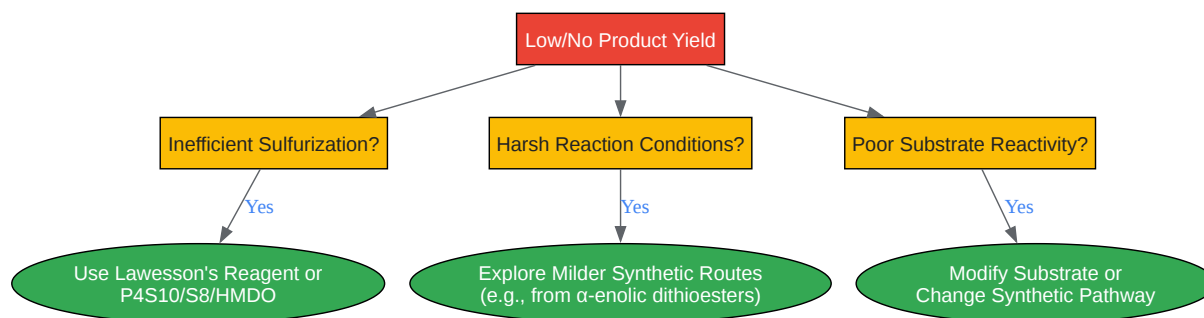 Low/No Product Yield
Inefficient Sulfurization?
Harsh Reaction Conditions?
Poor Substrate Reactivity?
Yes
Yes
Yes
Use Lawesson's Reagent or
P4S10/S8/HMDO
Explore Milder Synthetic Routes
(e.g., from α-enolic dithioesters)
Modify Substrate or
Change Synthetic Pathway